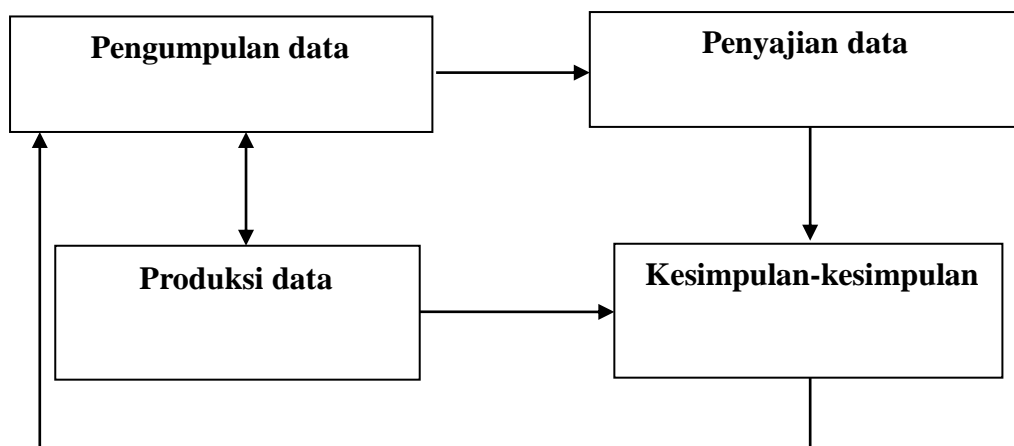 Pengumpulan data
Penyajian data
Produksi data
Kesimpulan-kesimpulan